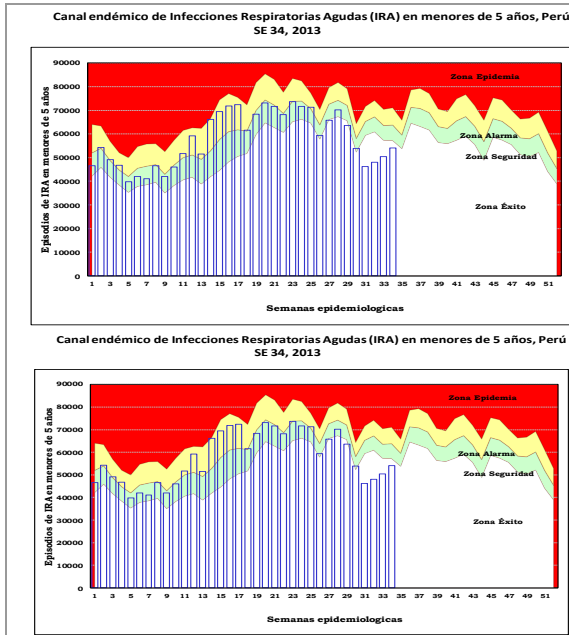 Canal endémico de Infecciones Respiratorias Agudas (IRA) en menores de 5 años, Perú
SE 34, 2013
Episodios de IRA en menores de 5 años
90000
80000
70000
60000
50000
40000
30000
20000
10000
0
Zona Epidemia
Zona Alarma
Zona Seguridad
Zona Éxito
1 3 5 7 9 11 13 15 17 19 21 23 25 27 29 31 33 35 37 39 41 43 45 47 49 51
Semanas epidemiologicas
Canal endémico de Infecciones Respiratorias Agudas (IRA) en menores de 5 años, Perú
SE 34, 2013
Episodios de IRA en menores de 5 años
90000
80000
70000
60000
50000
40000
30000
20000
10000
0
Zona Epidemia
Zona Alarma
Zona Seguridad
Zona Éxito
1 3 5 7 9 11 13 15 17 19 21 23 25 27 29 31 33 35 37 39 41 43 45 47 49 51
Semanas epidemiologicas